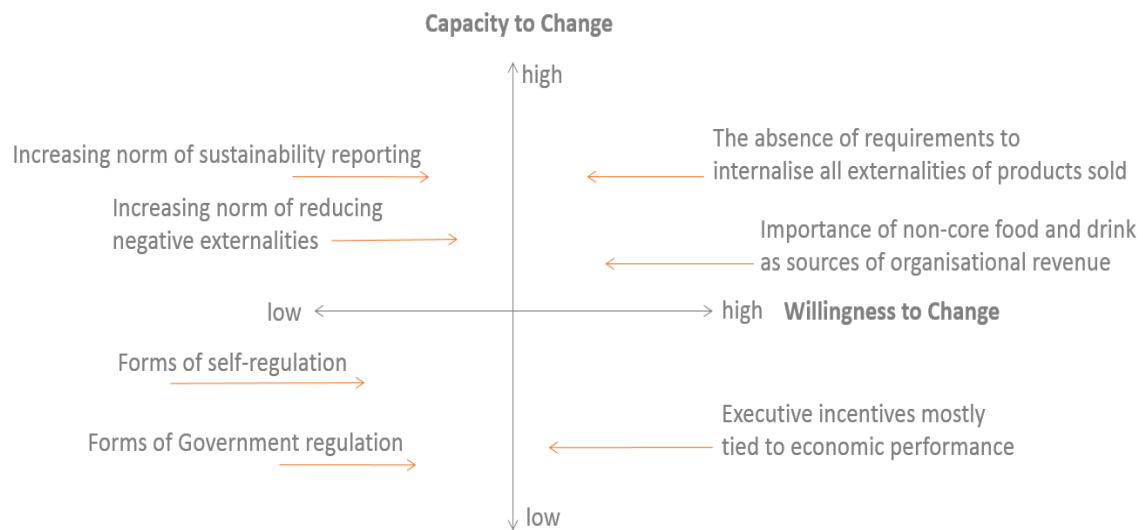 Capacity to Change
high
Increasing norm of sustainability reporting
The absence of requirements to
internalise all externalities of products sold
Increasing norm of reducing
negative externalities
Importance of non-core food and drink
as sources of organisational revenue
low
high
Willingness to Change
Forms of self-regulation
Forms of Government regulation
Executive incentives mostly
tied to economic performance
low